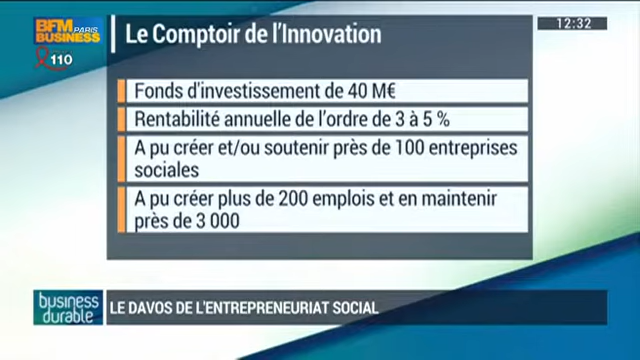 BFM PARIS
BUSINESS
110
12:32
Le Comptoir de l'Innovation
Fonds d'investissement de 40 M€
Rentabilité annuelle de l'ordre de 3 à 5 %
A pu créer et/ou soutenir près de 100 entreprises
sociales
A pu créer plus de 200 emplois et en maintenir
près de 3 000
business
durable
LE DAVOS DE L'ENTREPRENEURIAT SOCIAL